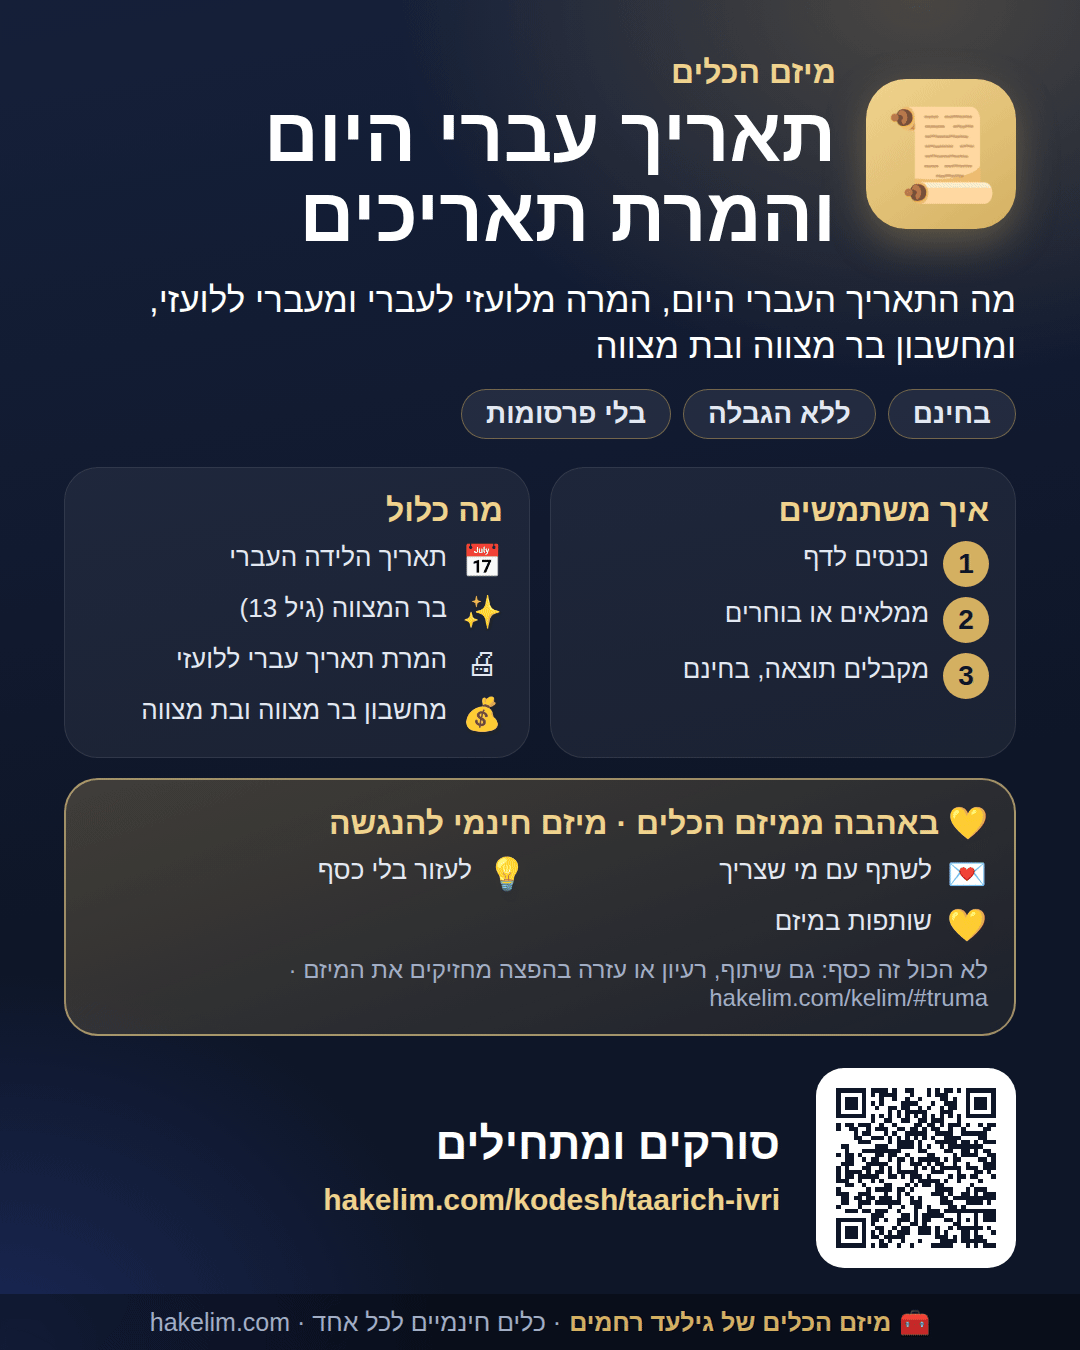 מיזם הכלים
תאריך עברי היום
והמרת תאריכים
מה התאריך העברי היום, המרה מלועזי לעברי ומעברי ללועזי,
ומחשבון בר מצווה ובת מצווה
בחינם
ללא הגבלה
בלי פרסומות
איך משתמשים
1 נכנסים לדף
2 ממלאים או בוחרים
3 מקבלים תוצאה, בחינם
מה כלול
תאריך הלידה העברי
בר המצווה (גיל 13)
המרת תאריך עברי ללועזי
מחשבון בר מצווה ובת מצווה
באהבה ממיזם הכלים · מיזם חינמי להנגשה
לשתף עם מי שצריך
לעזור בלי כסף
שותפות במיזם
לא הכול זה כסף: גם שיתוף, רעיון או עזרה בהפצה מחזיקים את המיזם ·
hakelim.com/kelim/#truma
סורקים ומתחילים
hakelim.com/kodesh/taarich-ivri
מיזם הכלים של גילעד רחמים · כלים חינמיים לכל אחד · hakelim.com